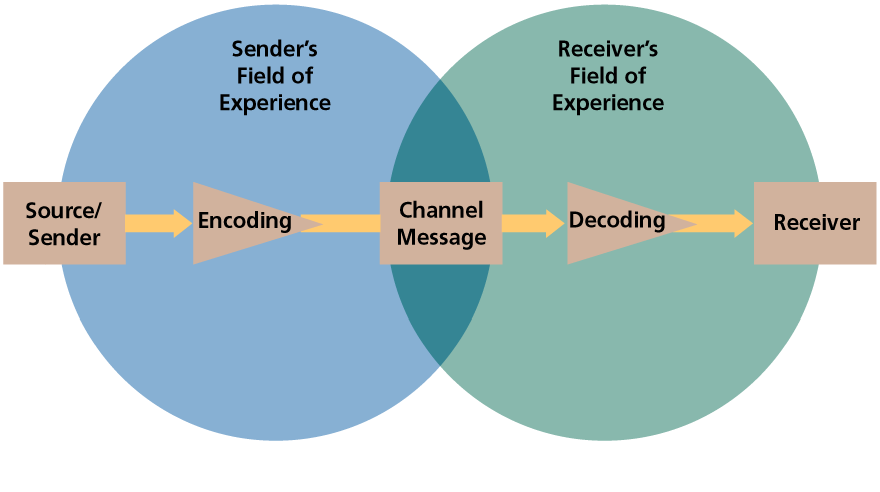 Sender’s
Field of
Experience
Receiver’s
Field of
Experience
Source/
Sender
Encoding
Channel
Message
Decoding
Receiver